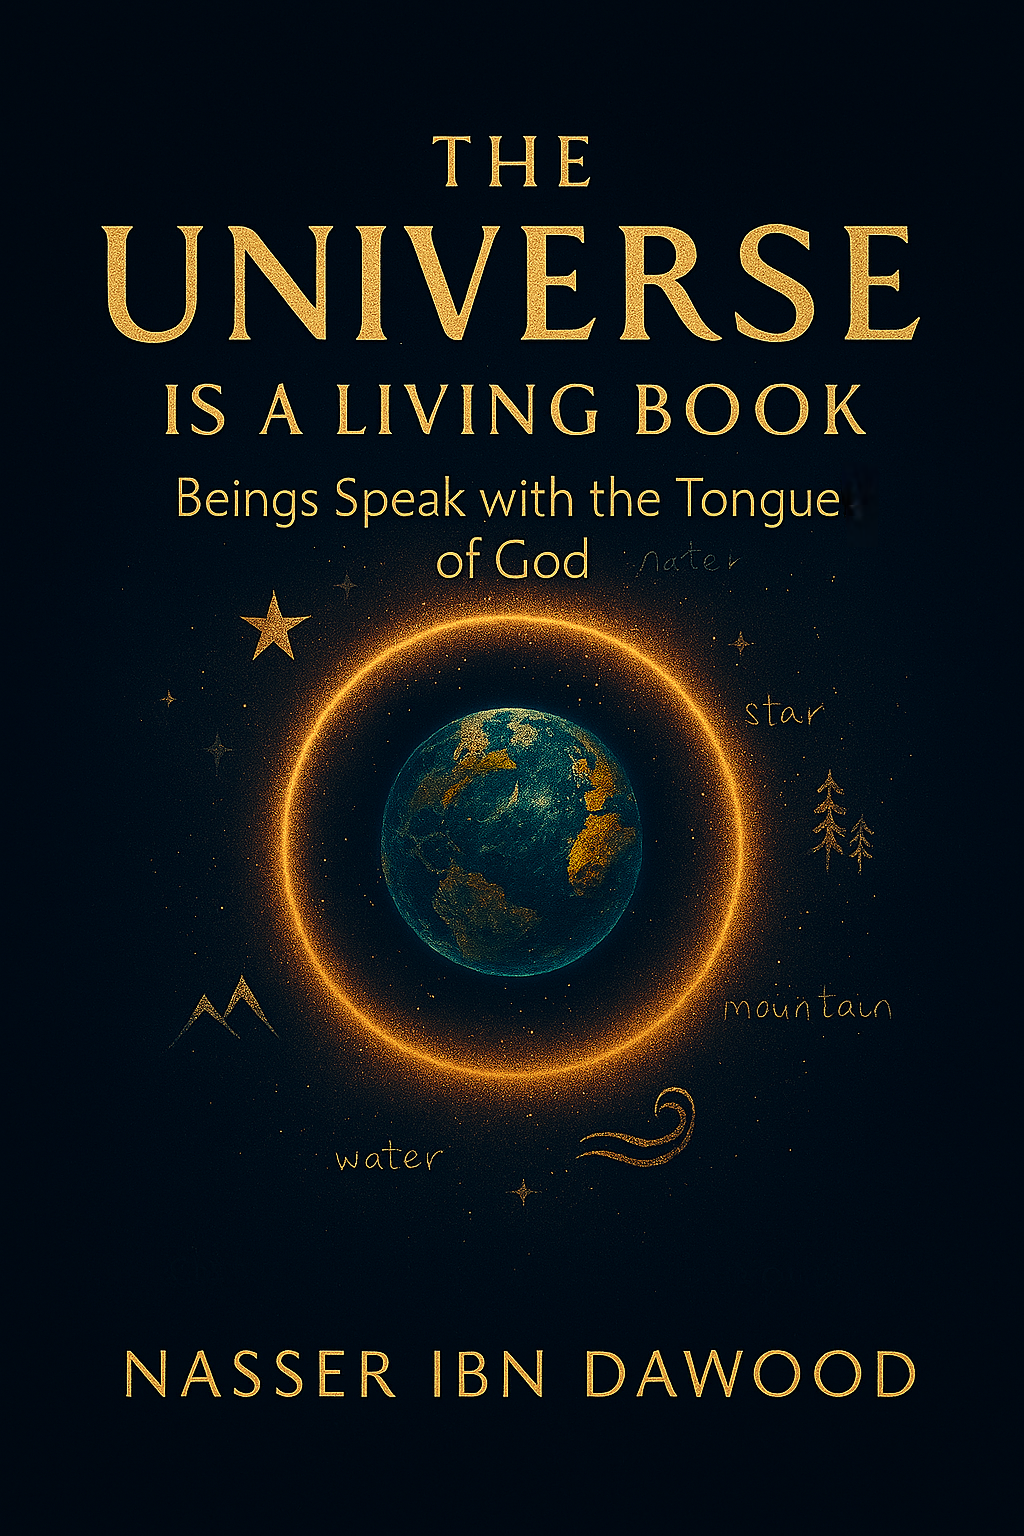 THE
UNIVERSE
IS A LIVING BOOK
Beings Speak with the Tongue
of God
star
mountain
water
NASSER IBN DAWOOD